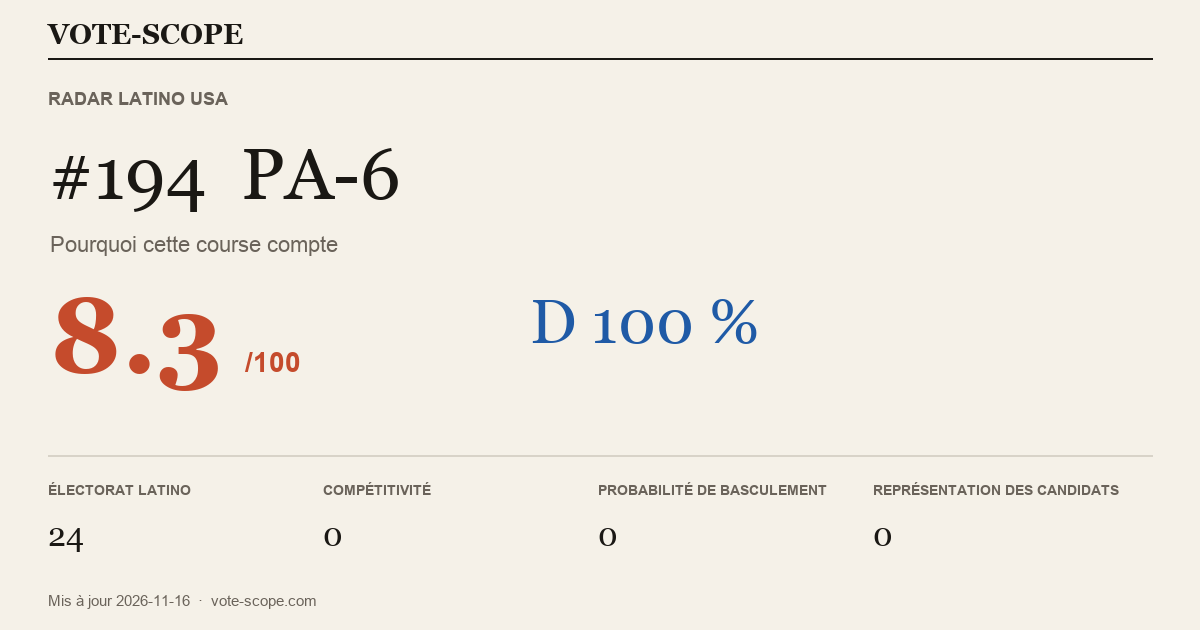 VOTE-SCOPE
RADAR LATINO USA
#194 PA-6
Pourquoi cette course compte
8.3 /100
D 100 %
ÉLECTORAT LATINO
COMPÉTITIVITÉ
PROBABILITÉ DE BASCULEMENT
REPRÉSENTATION DES CANDIDATS
24
0
0
0
Mis à jour 2026-11-16 · vote-scope.com